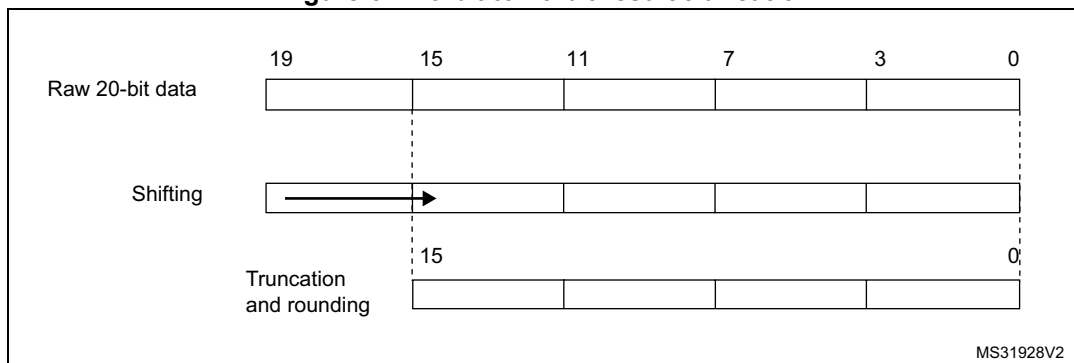 19 15 11 7 3 0
Raw 20-bit data
Shifting
15 0
Truncation
and rounding
MS31928V2